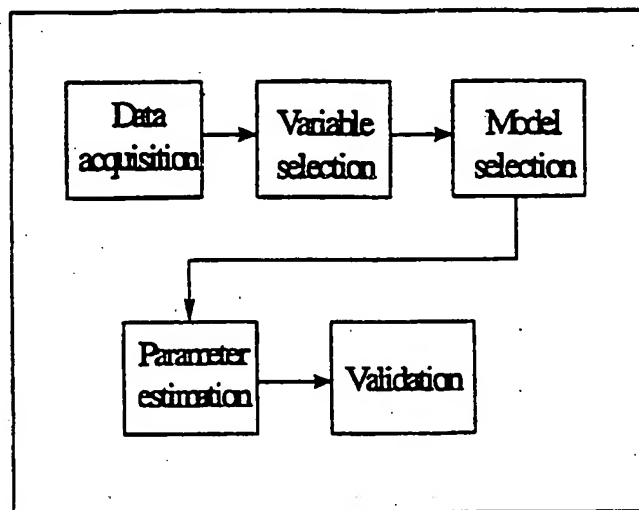 Data
acquisition
Variable
selection
Model
selection
Parameter
estimation
Validation